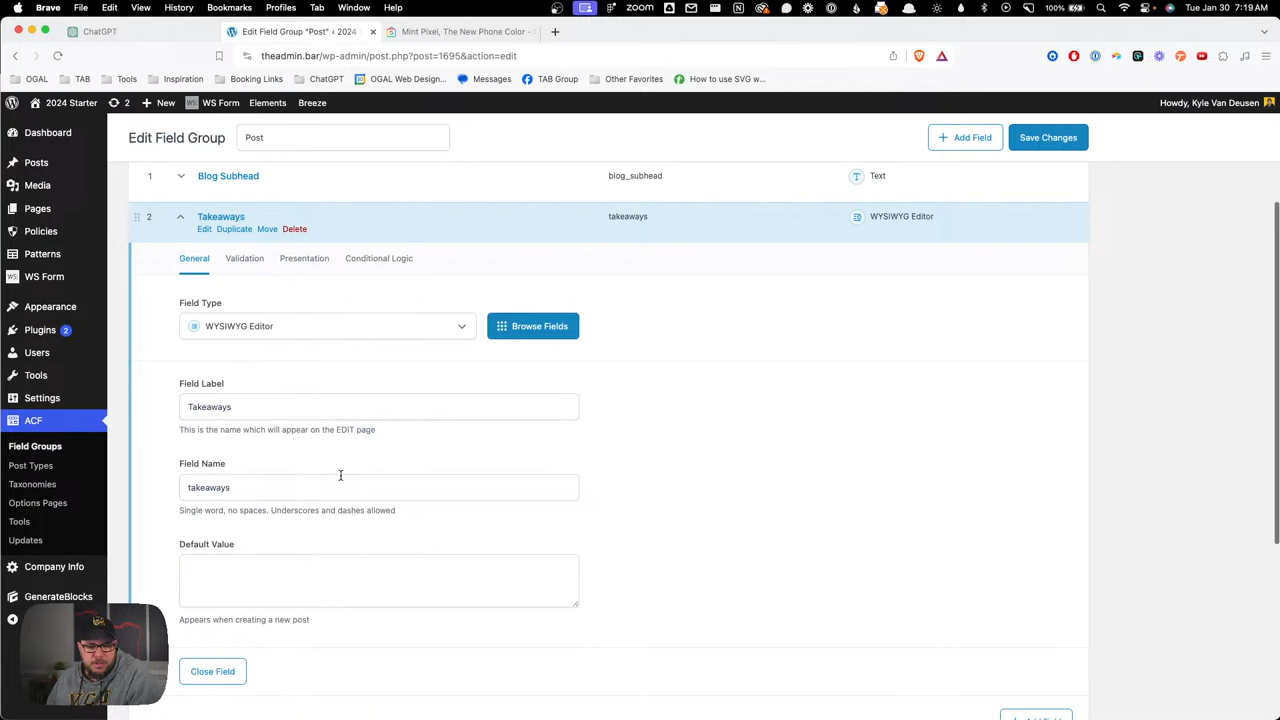 Brave Browser File Edit View History Bookmarks Profiles Tab Window Help
100%
Tue Jan 30 7:19 AM
ChatGPT
Edit Field Group “Post” ‹ 2024
Mint Pixel, The New Phone Color -
theadmin.bar/wp-admin/post.php?post=1695&action=edit
OGAL TAB Tools Inspiration Booking Links ChatGPT OGAL Web Design... Messages TAB Group Other Favorites How to use SVG w...
2024 Starter 2 New WS Form Elements Breeze Howdy, Kyle Van Deusen
Edit Field Group Post + Add Field Save Changes
Dashboard
Posts
Media
Pages
Policies
Patterns
WS Form
Appearance
Plugins 2
Users
Tools
Settings
ACF
Field Groups
Post Types
Taxonomies
Options Pages
Tools
Updates
Company Info
GenerateBlocks
1 Blog Subhead blog_subhead Text
2 Takeaways takeaways WYSIWYG Editor
Edit Duplicate Move Delete
General Validation Presentation Conditional Logic
Field Type
WYSIWYG Editor Browse Fields
Field Label
Takeaways
This is the name which will appear on the EDIT page
Field Name
takeaways
Single word, no spaces. Underscores and dashes allowed
Default Value
Appears when creating a new post
Close Field